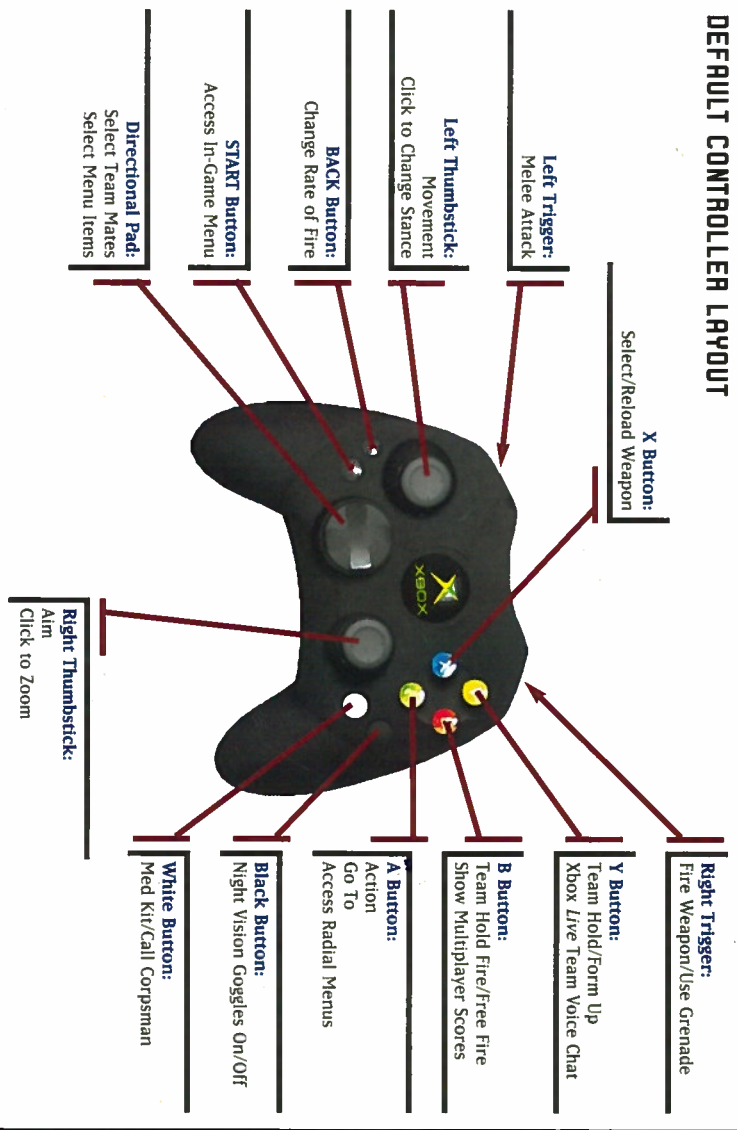 DEFAULT CONTROLLER LAYOUT
X Button:
Select/Reload Weapon
Left Trigger:
Melee Attack
Left Thumbstick:
Movement
Click to Change Stance
BACK Button:
Change Rate of Fire
START Button:
Access In-Game Menu
Directional Pad:
Select Team Mates
Select Menu Items
Right Trigger:
Fire Weapon/Use Grenade
Y Button:
Team Hold/Form Up
Xbox Live Team Voice Chat
B Button:
Team Hold Fire/Free Fire
Show Multiplayer Scores
A Button:
Action
Go To
Access Radial Menus
Black Button:
Night Vision Goggles On/Off
White Button:
Med Kit/Call Corpsman
Right Thumbstick:
Aim
Click to Zoom
XBOX
X